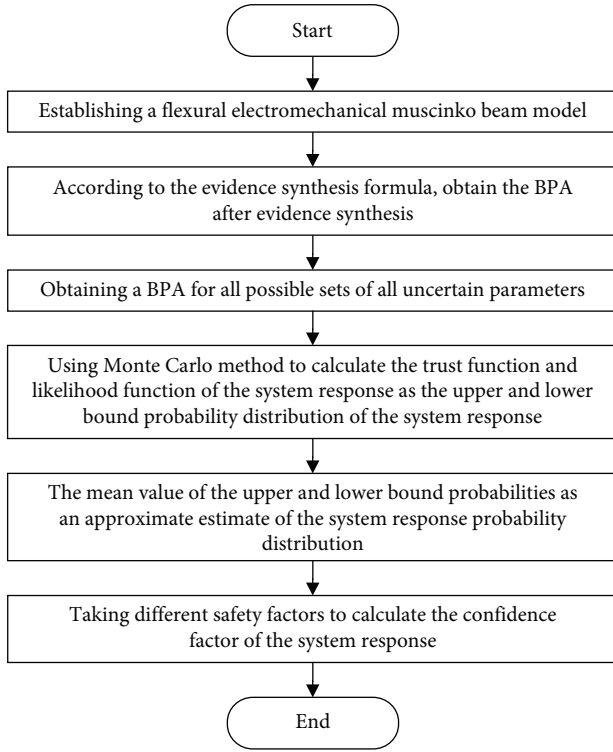 Start
Establishing a flexural electromechanical muscinko beam model
According to the evidence synthesis formula, obtain the BPA
after evidence synthesis
Obtaining a BPA for all possible sets of all uncertain parameters
Using Monte Carlo method to calculate the trust function and
likelihood function of the system response as the upper and lower
bound probability distribution of the system response
The mean value of the upper and lower bound probabilities as
an approximate estimate of the system response probability
distribution
Taking different safety factors to calculate the confidence
factor of the system response
End